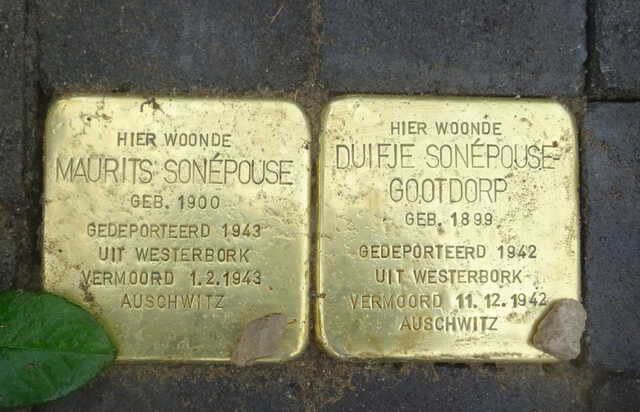 HIER WOONDE
MAURITS SONÉPOUSE
GEB. 1900
GEDEPORTEERD 1943
UIT WESTERBORK
VERMOORD 1.2.1943
AUSCHWITZ
HIER WOONDE
DUIFJE SONÉPOUSE-
GOOTDORP
GEB. 1899
GEDEPORTEERD 1942
UIT WESTERBORK
VERMOORD 11.12.1942
AUSCHWITZ